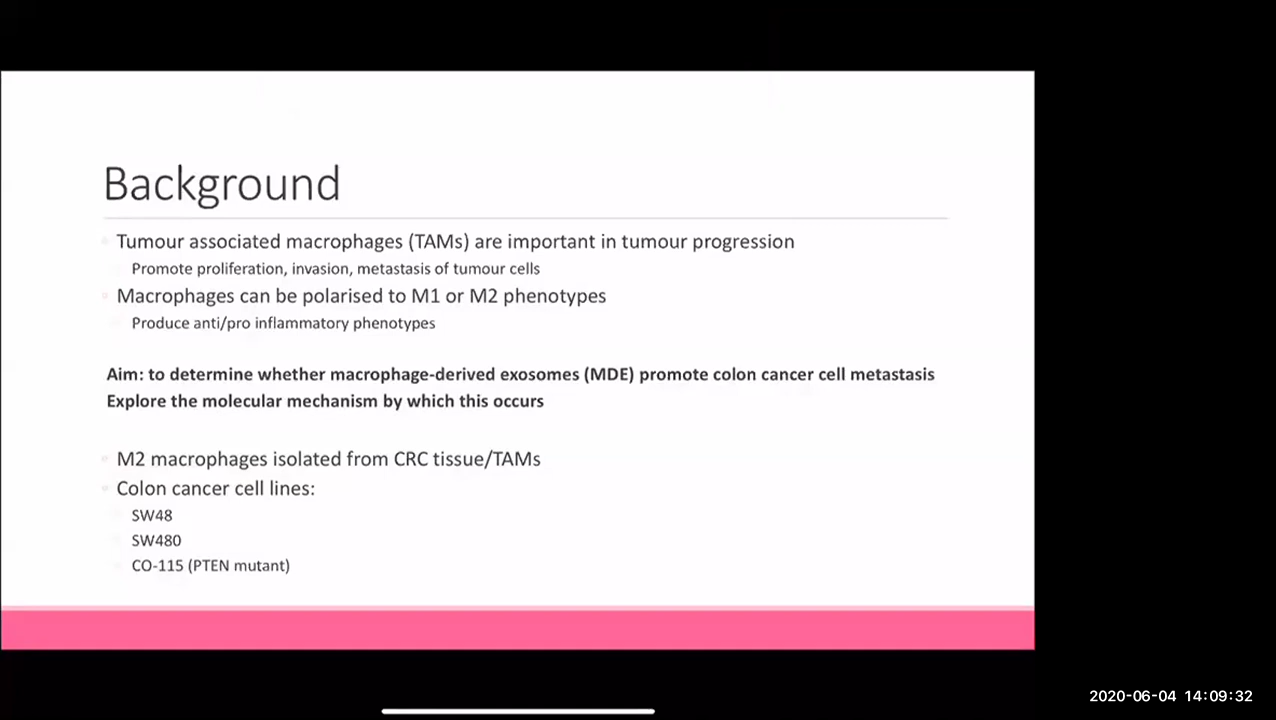 Background
Tumour associated macrophages (TAMs) are important in tumour progression
Promote proliferation, invasion, metastasis of tumour cells
Macrophages can be polarised to M1 or M2 phenotypes
Produce anti/pro inflammatory phenotypes
Aim: to determine whether macrophage-derived exosomes (MDE) promote colon cancer cell metastasis
Explore the molecular mechanism by which this occurs
M2 macrophages isolated from CRC tissue/TAMs
Colon cancer cell lines:
SW48
SW480
CO-115 (PTEN mutant)
2020-06-04 14:09:32